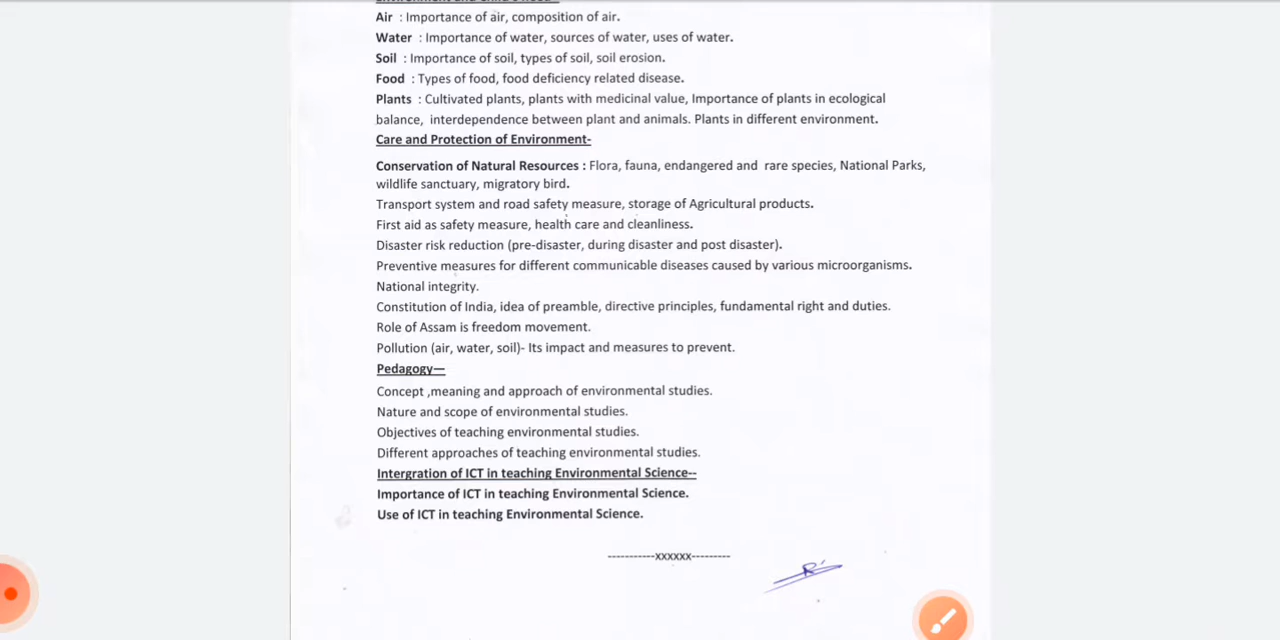 Air : Importance of air, composition of air.
Water : Importance of water, sources of water, uses of water.
Soil : Importance of soil, types of soil, soil erosion.
Food : Types of food, food deficiency related disease.
Plants : Cultivated plants, plants with medicinal value, Importance of plants in ecological
balance, interdependence between plant and animals. Plants in different environment.
Care and Protection of Environment-
Conservation of Natural Resources : Flora, fauna, endangered and rare species, National Parks,
wildlife sanctuary, migratory bird.
Transport system and road safety measure, storage of Agricultural products.
First aid as safety measure, health care and cleanliness.
Disaster risk reduction (pre-disaster, during disaster and post disaster).
Preventive measures for different communicable diseases caused by various microorganisms.
National integrity.
Constitution of India, idea of preamble, directive principles, fundamental right and duties.
Role of Assam is freedom movement.
Pollution (air, water, soil)- Its impact and measures to prevent.
Pedagogy—
Concept ,meaning and approach of environmental studies.
Nature and scope of environmental studies.
Objectives of teaching environmental studies.
Different approaches of teaching environmental studies.
Intergration of ICT in teaching Environmental Science--
Importance of ICT in teaching Environmental Science.
Use of ICT in teaching Environmental Science.
-----------xxxxxx---------